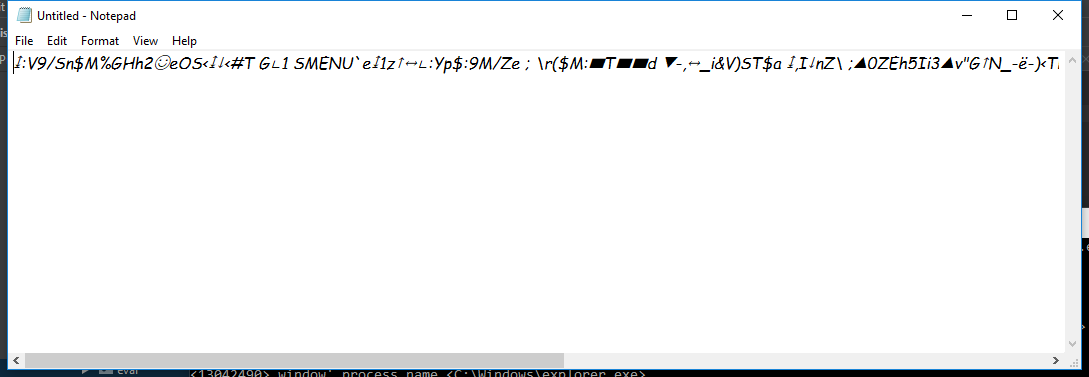 Untitled - Notepad
File Edit Format View Help
⌶:V9/Sn$M%GHh2☺eOS<⌶↓<#T G∟1 SMENU`e⌶1z↑↔∟:Yp$:9M/Ze ; \r($M:■T■■d ▼-,↔_i&V)ST$a ⌶,I↓nZ\ ;▲0ZEh5Ii3▲v"G↑N_-ë-)<T
eval
<13042490> window' process name <C:\Windows\explorer.exe>